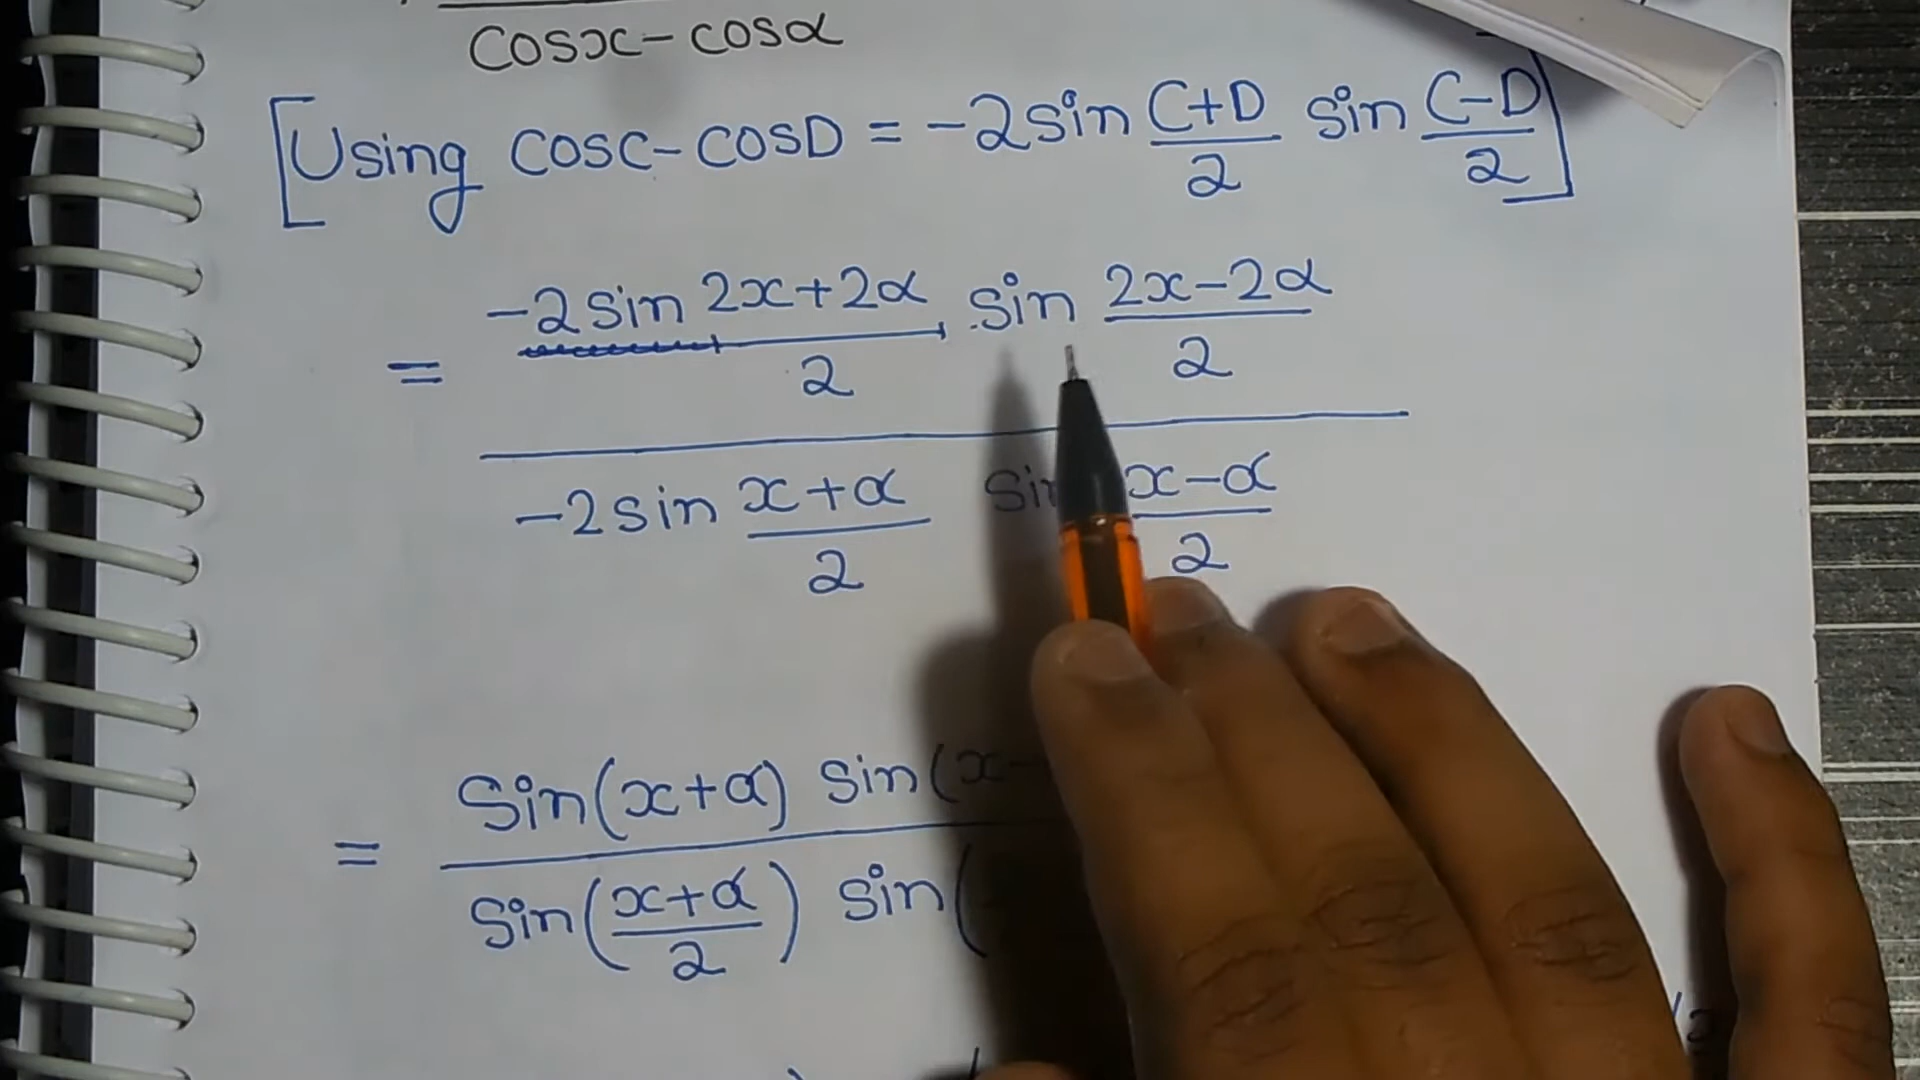 cosx-cosα
[Using cosC-cosD = -2sin C+D/2 sin C-D/2]
= -2sin 2x+2α/2 . sin 2x-2α/2
-2sin x+α/2 sin x-α/2
= Sin(x+α) sin(x-
Sin(x+α/2) sin(